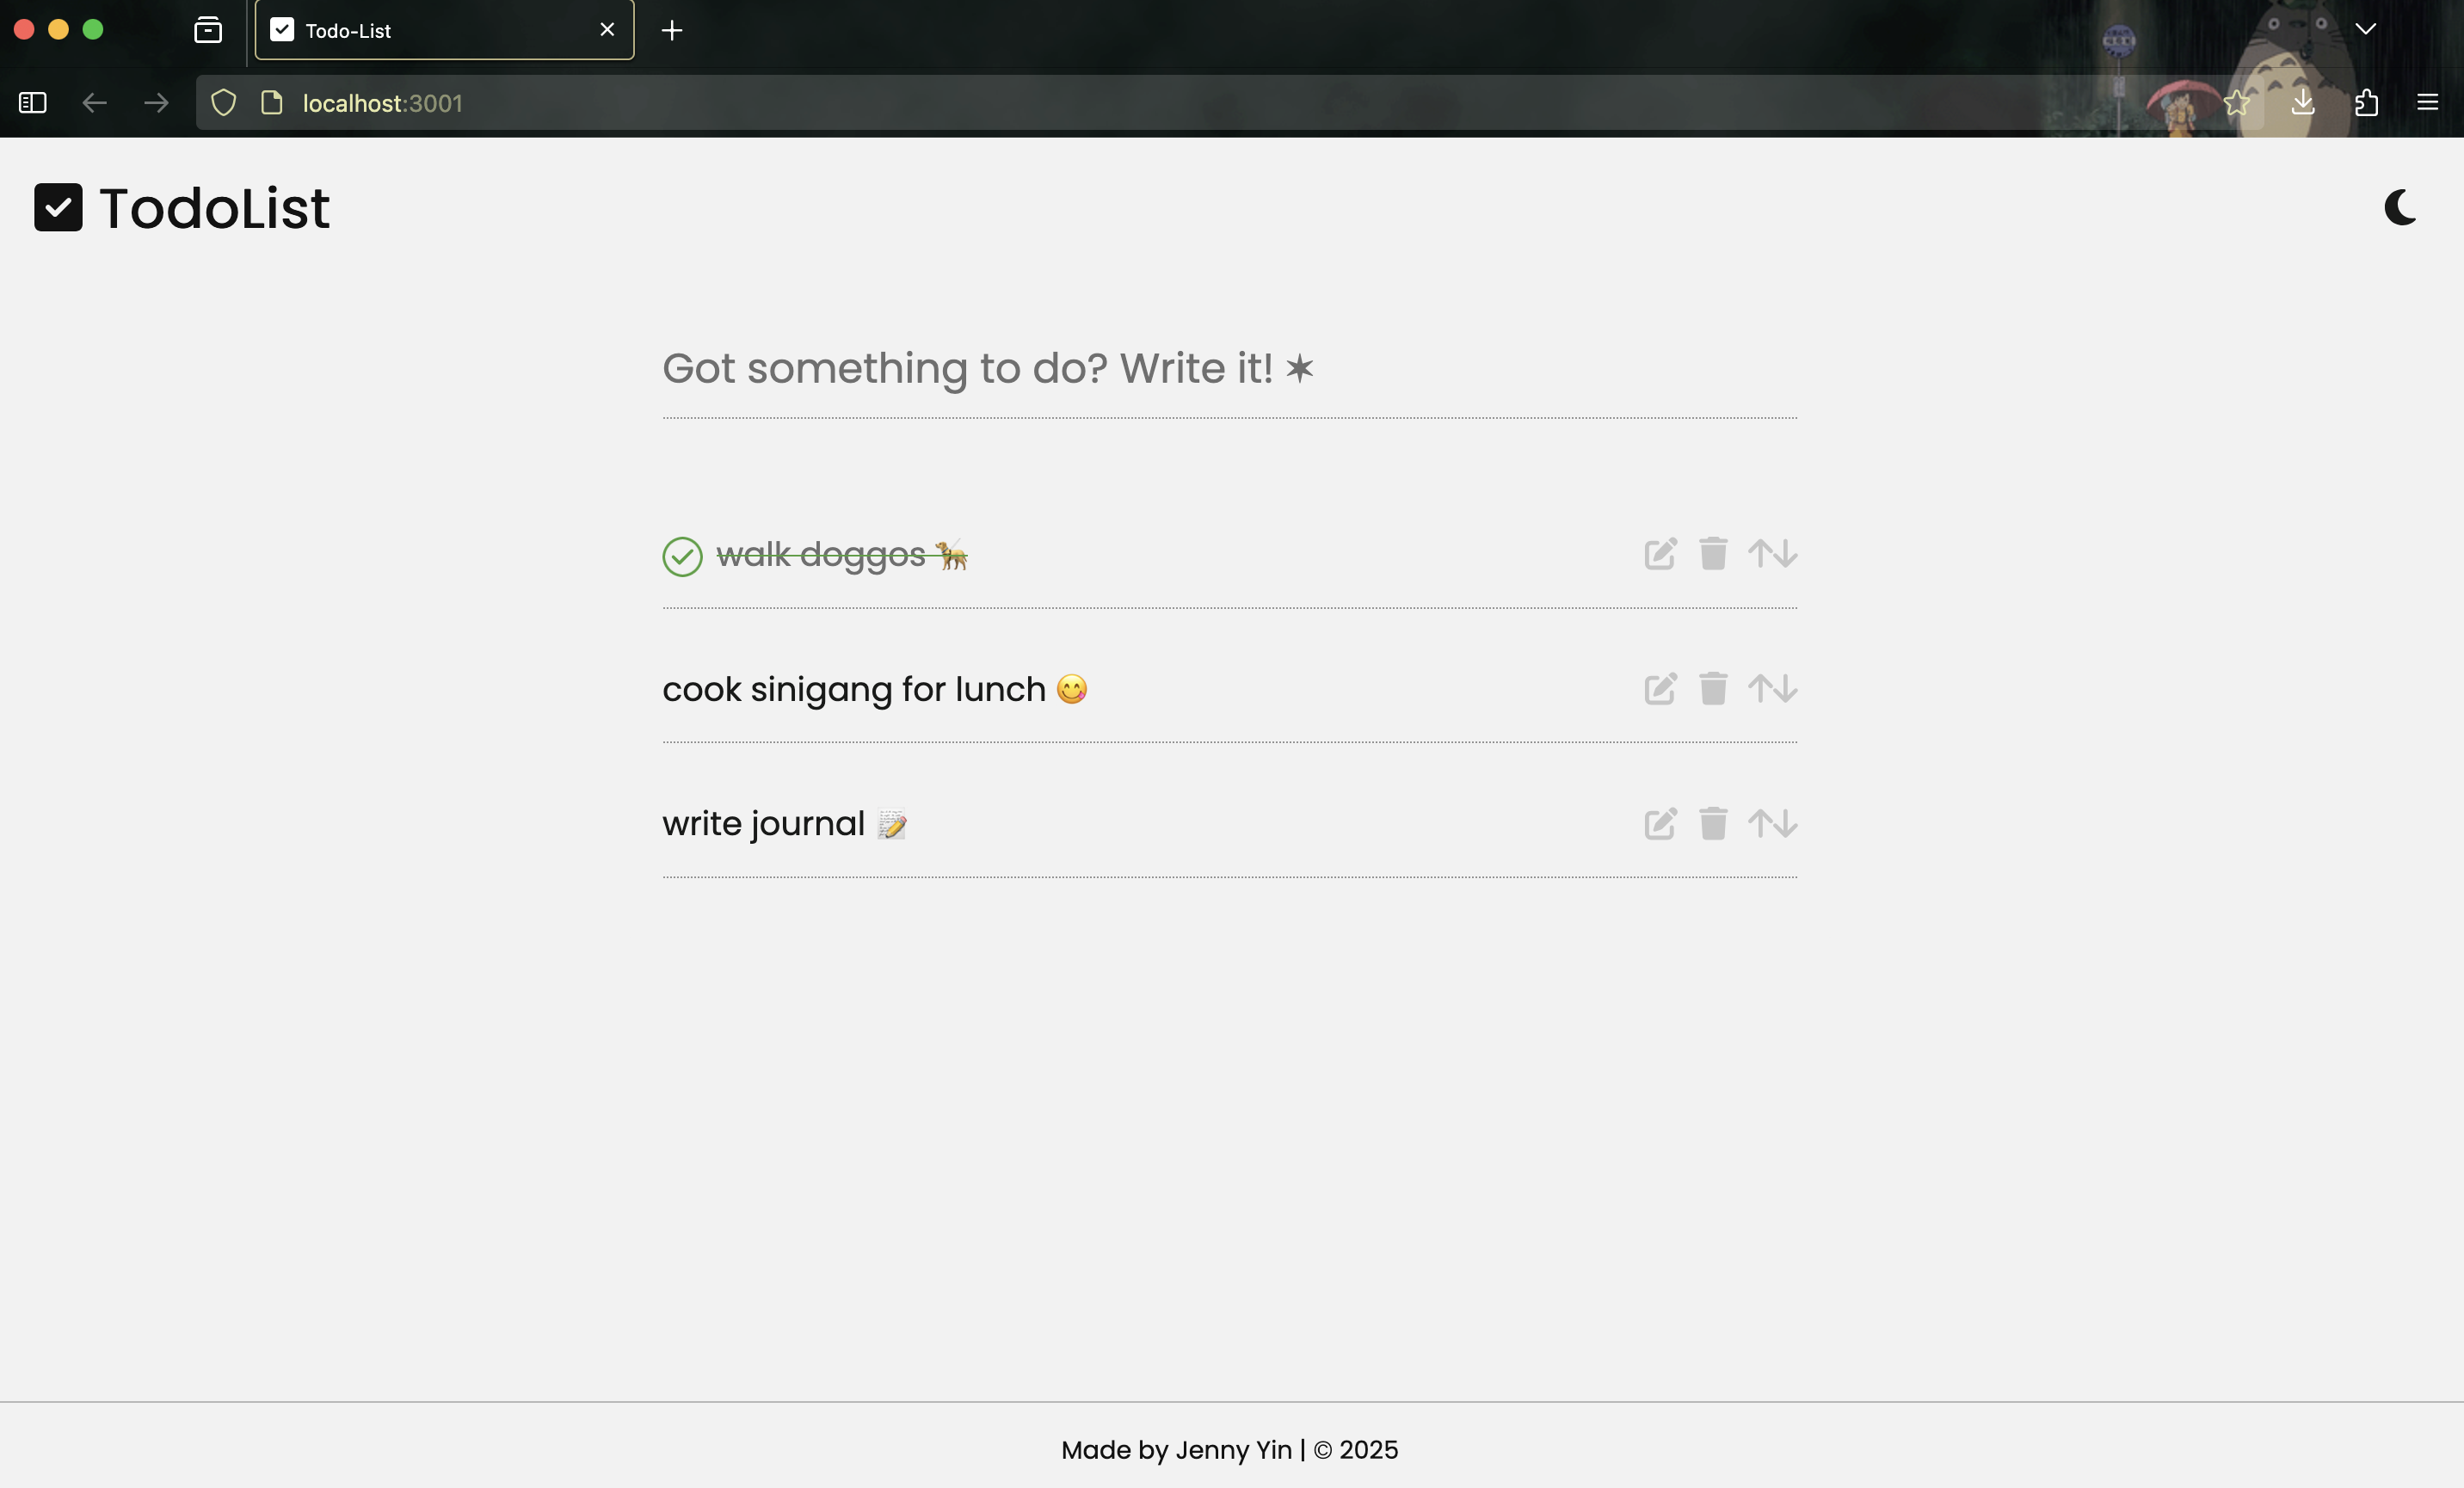 Todo-List
localhost:3001
TodoList
Got something to do? Write it! ✶
walk doggos 🦮
cook sinigang for lunch 😋
write journal 📝
Made by Jenny Yin | © 2025